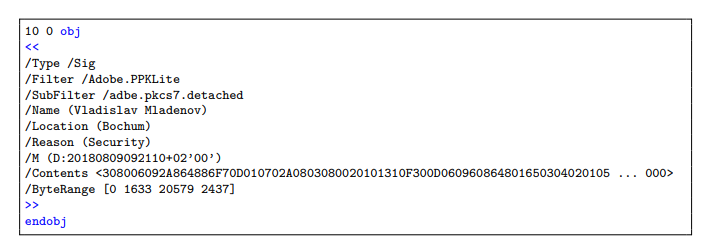 10 0 obj
<<
/Type /Sig
/Filter /Adobe.PPKLite
/SubFilter /adbe.pkcs7.detached
/Name (Vladislav Mladenov)
/Location (Bochum)
/Reason (Security)
/M (D:20180809092110+02’00’)
/Contents <308006092A864886F70D010702A0803080020101310F300D06096086480165030402010​5 ... 000>
/ByteRange [0 1633 20579 2437]
>>
endobj